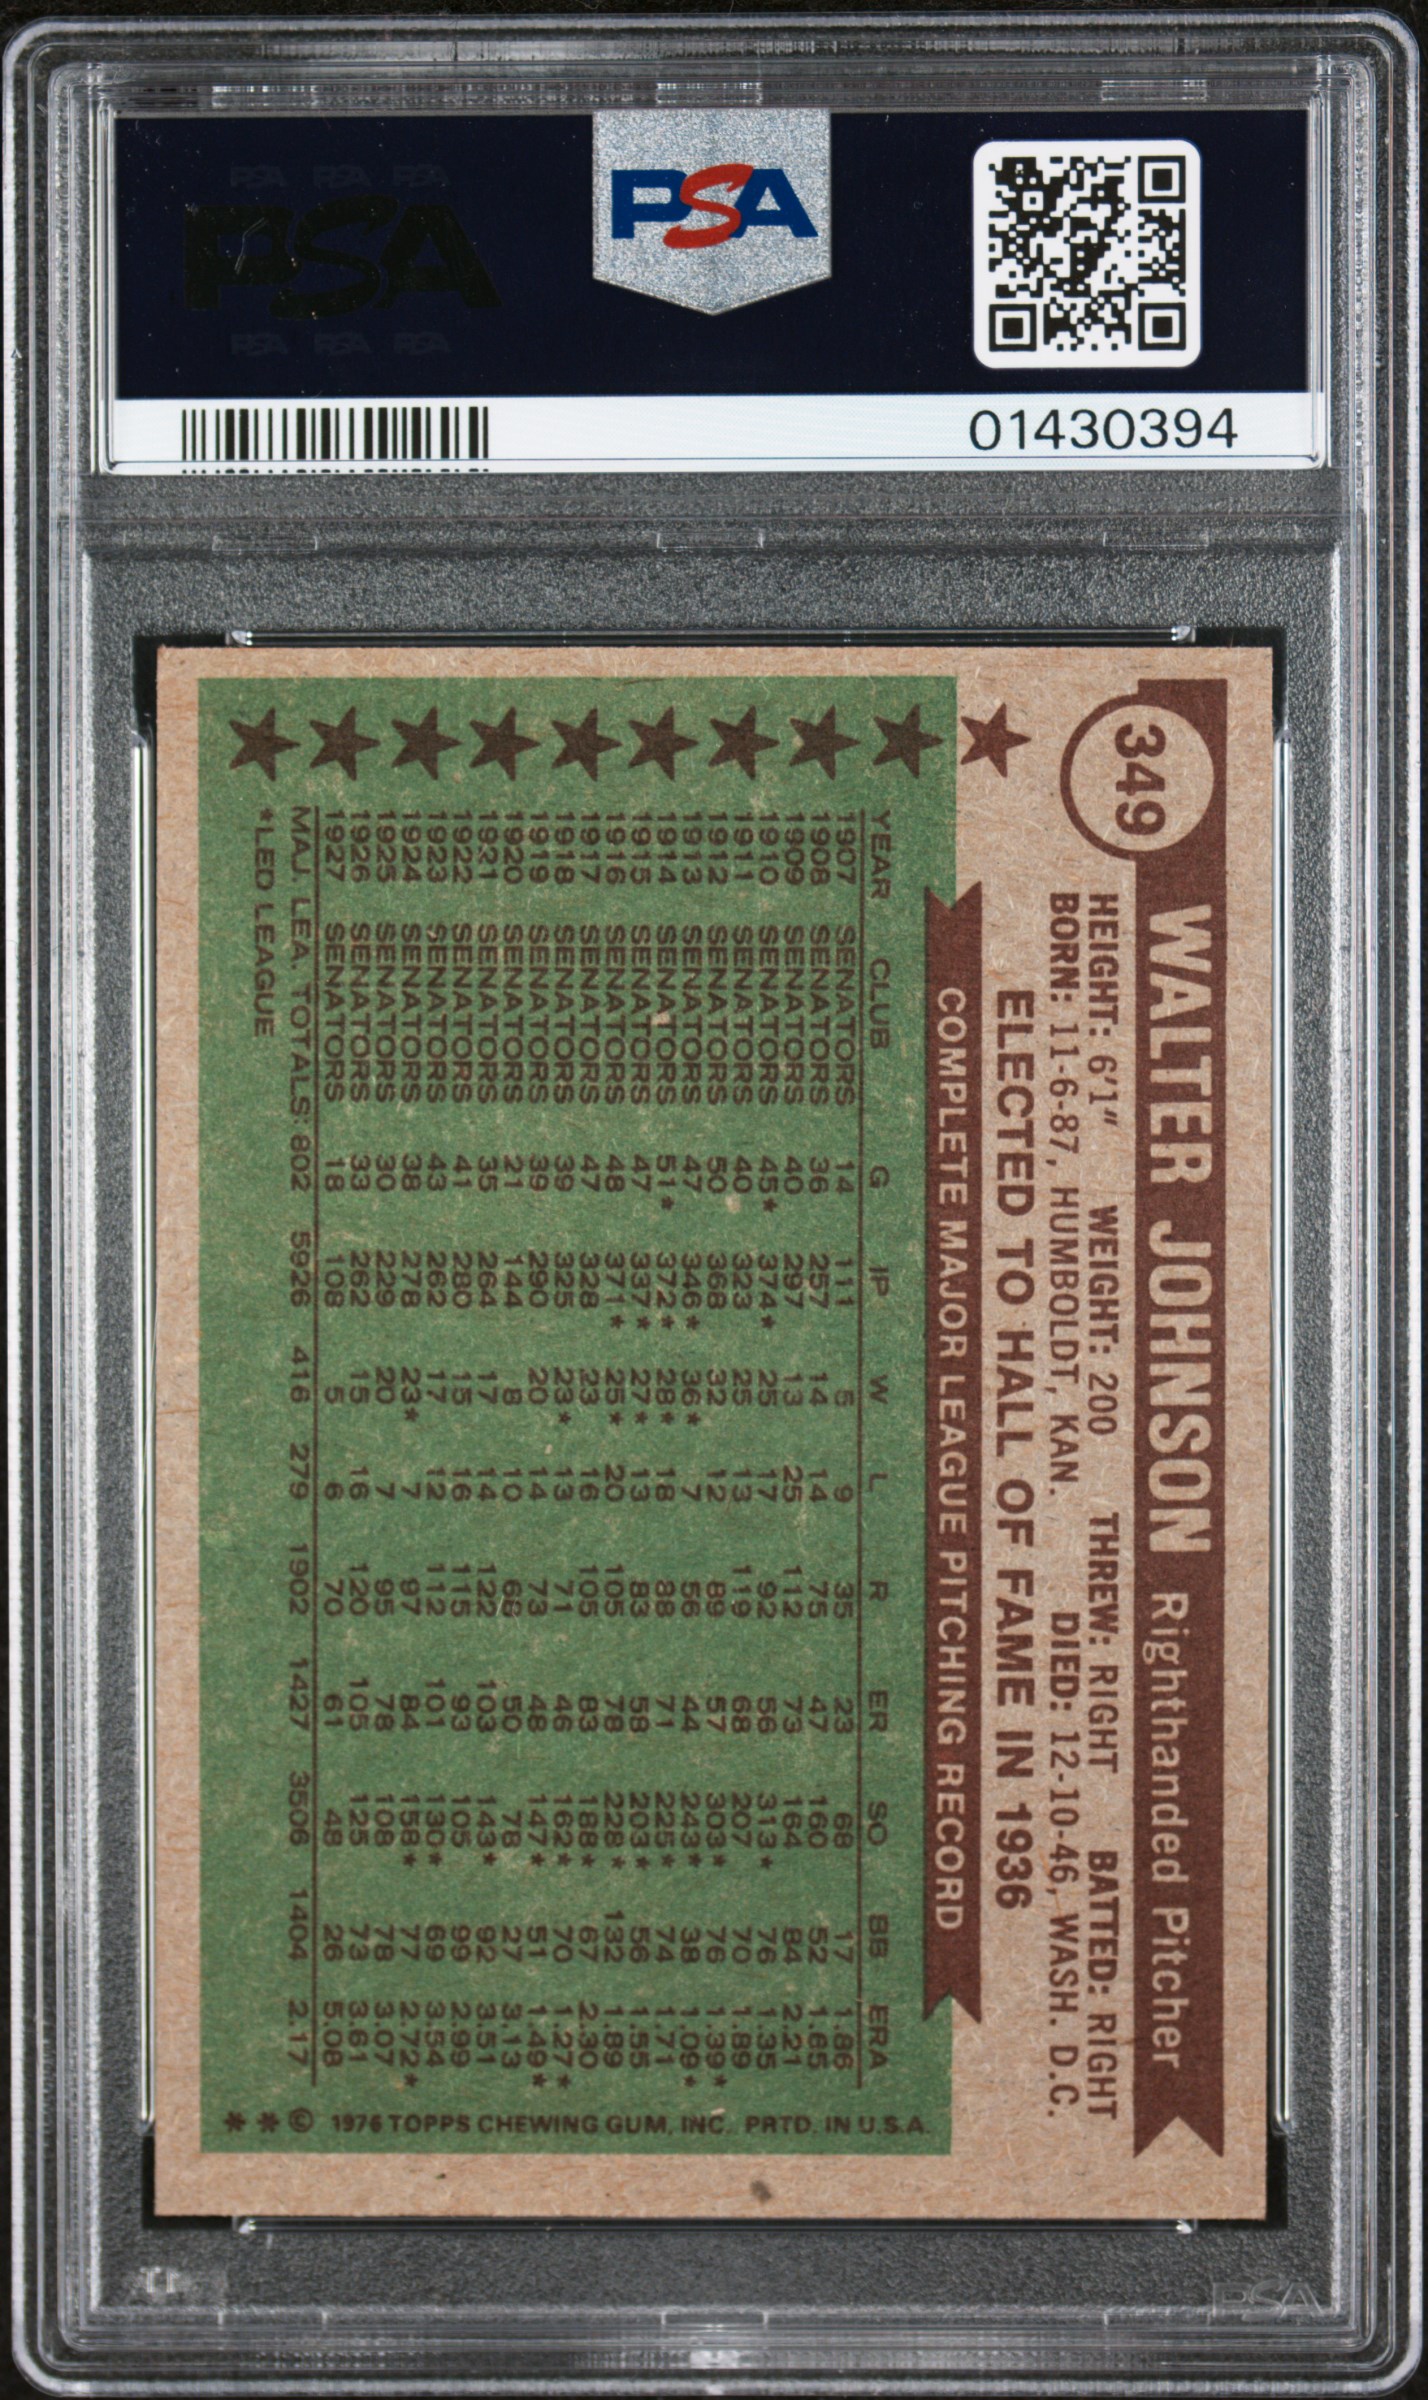 PSA PSA PSA
PSA
PSA PSA PSA
PSA
01430394
349
WALTER JOHNSON Righthanded Pitcher
HEIGHT: 6'1" WEIGHT: 200 THREW: RIGHT BATTED: RIGHT
BORN: 11-6-87, HUMBOLDT, KAN. DIED: 12-10-46, WASH. D.C.
ELECTED TO HALL OF FAME IN 1936
COMPLETE MAJOR LEAGUE PITCHING RECORD
YEAR CLUB G IP W L R ER SO BB ERA
1907 SENATORS 14 111 5 9 35 23 68 17 1.86
1908 SENATORS 36 257 14 14 75 47 160 52 1.65
1909 SENATORS 40 297 13 25 112 73 164 84 2.21
1910 SENATORS 45* 374* 25 17 92 56 313* 76 1.35
1911 SENATORS 40 323 25 13 119 68 207 70 1.89
1912 SENATORS 50 368 32 12 89 57 303* 76 1.39*
1913 SENATORS 47 346* 36* 7 56 44 243* 38 1.09*
1914 SENATORS 51* 372* 28* 18 88 71 225* 74 1.71
1915 SENATORS 47 337* 27* 13 83 58 203* 56 1.55
1916 SENATORS 48 371* 25* 20 105 78 228* 132 1.89
1917 SENATORS 47 328 23 16 105 83 188* 67 2.30
1918 SENATORS 39 325 23* 13 71 46 162* 70 1.27*
1919 SENATORS 39 290 20 14 73 48 147* 51 1.49*
1920 SENATORS 21 144 8 10 68 50 78 27 3.13
1921 SENATORS 35 264 17 14 122 103 143* 92 3.51
1922 SENATORS 41 280 15 16 115 93 105 99 2.99
1923 SENATORS 43 262 17 12 112 101 130* 69 3.54
1924 SENATORS 38 278 23* 7 97 84 158* 77 2.72*
1925 SENATORS 30 229 20 7 95 78 108 78 3.07
1926 SENATORS 33 262 15 16 120 105 125 73 3.61
1927 SENATORS 18 108 5 6 70 61 48 26 5.08
MAJ. LEA. TOTALS: 802 5926 416 279 1902 1427 3506 1404 2.17
*LED LEAGUE
* * © 1976 TOPPS CHEWING GUM, INC. PRTD. IN U.S.A.
PSA